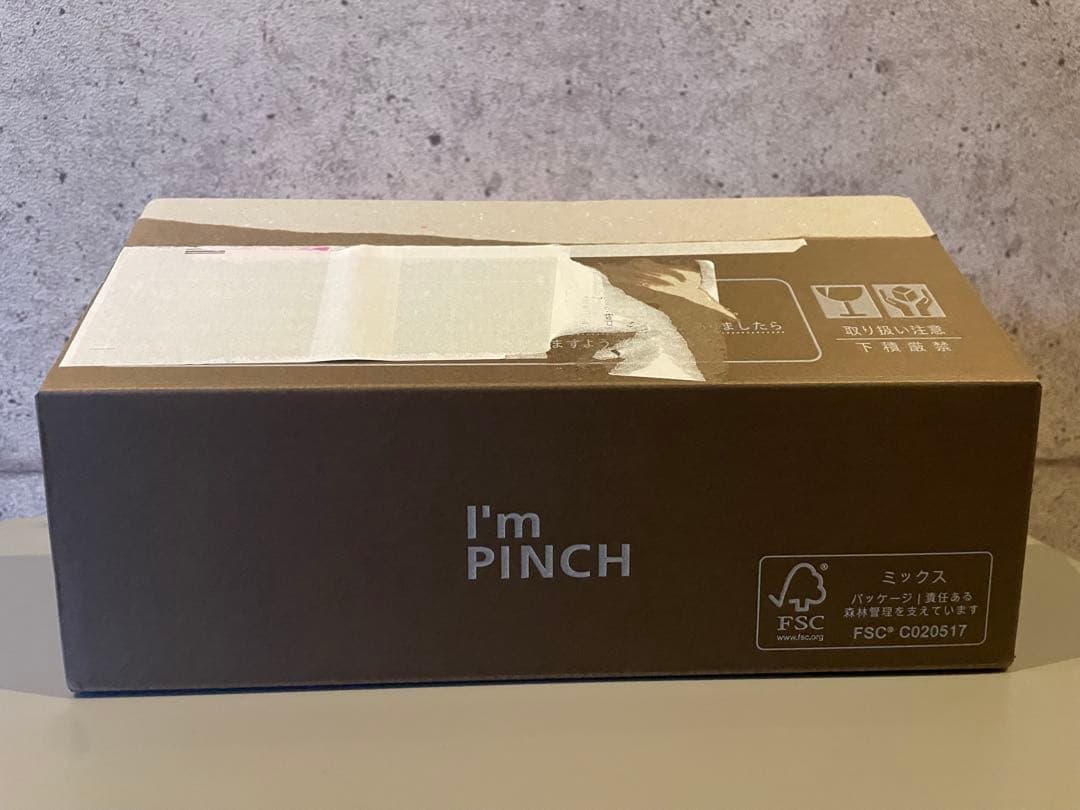 ましたら
ますよう
取り扱い注意
下積厳禁
I'm
PINCH
FSC®
www.fsc.org
ミックス
パッケージ | 責任ある
森林管理を支えています
FSC® C020517